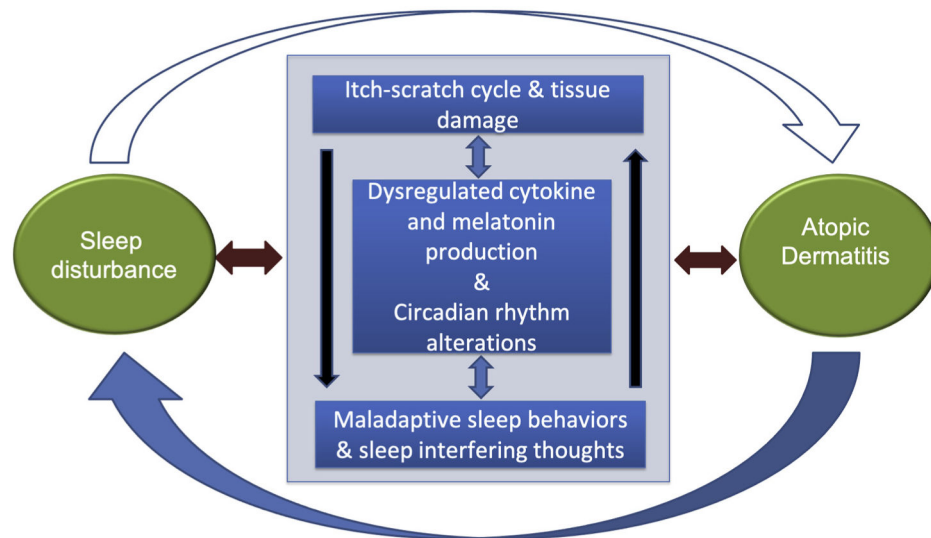 Itch-scratch cycle & tissue
damage
Sleep
disturbance
Dysregulated cytokine
and melatonin
production
&
Circadian rhythm
alterations
Atopic
Dermatitis
Maladaptive sleep behaviors
& sleep interfering thoughts